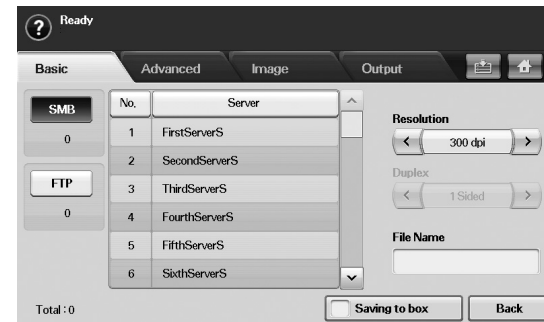 ? Ready
Basic Advanced Image Output
SMB
0
FTP
0
No. Server
1 FirstServerS
2 SecondServerS
3 ThirdServerS
4 FourthServerS
5 FifthServerS
6 SixthServerS
Resolution
300 dpi
Duplex
1 Sided
File Name
Total : 0
Saving to box
Back